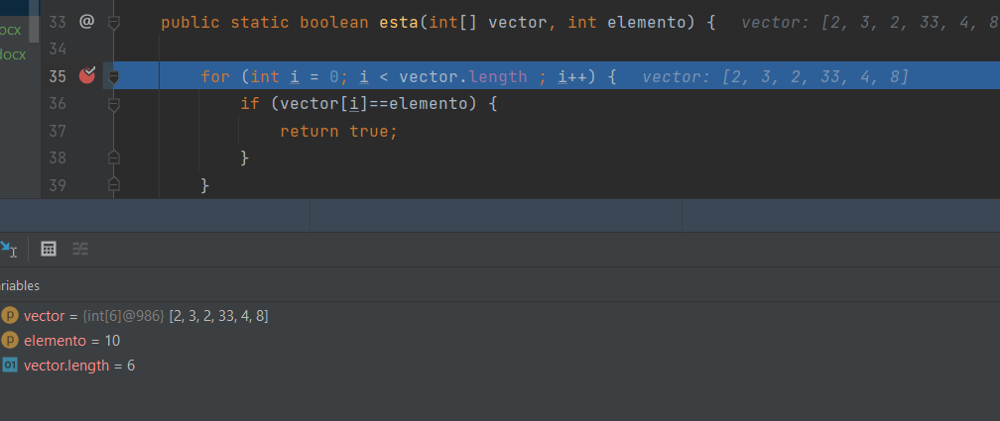 33 @ public static boolean esta(int[] vector, int elemento) { vector: [2, 3, 2, 33, 4, 8
ocx
34
docx
35 for (int i = 0; i < vector.length ; i++) { vector: [2, 3, 2, 33, 4, 8]
36 if (vector[i]==elemento) {
37 return true;
38 }
39 }
riables
p vector = {int[6]@986} [2, 3, 2, 33, 4, 8]
p elemento = 10
01 vector.length = 6